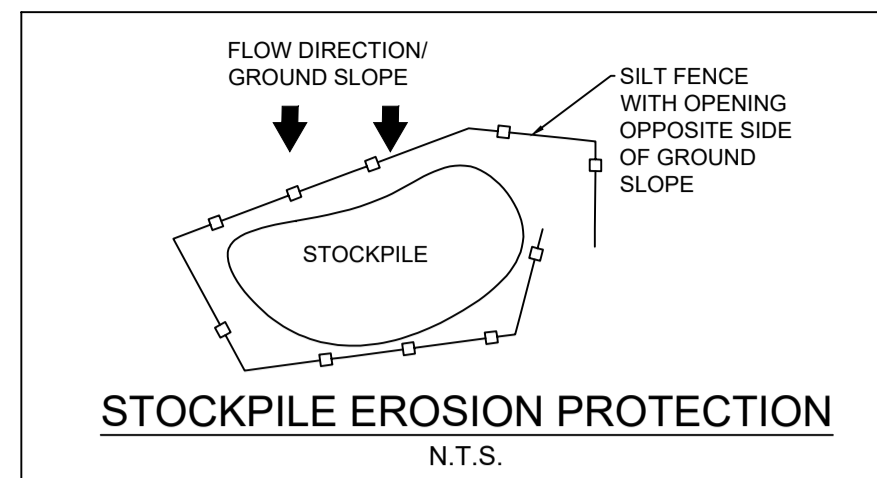 FLOW DIRECTION/
GROUND SLOPE
SILT FENCE
WITH OPENING
OPPOSITE SIDE
OF GROUND
SLOPE
STOCKPILE
STOCKPILE EROSION PROTECTION
N.T.S.